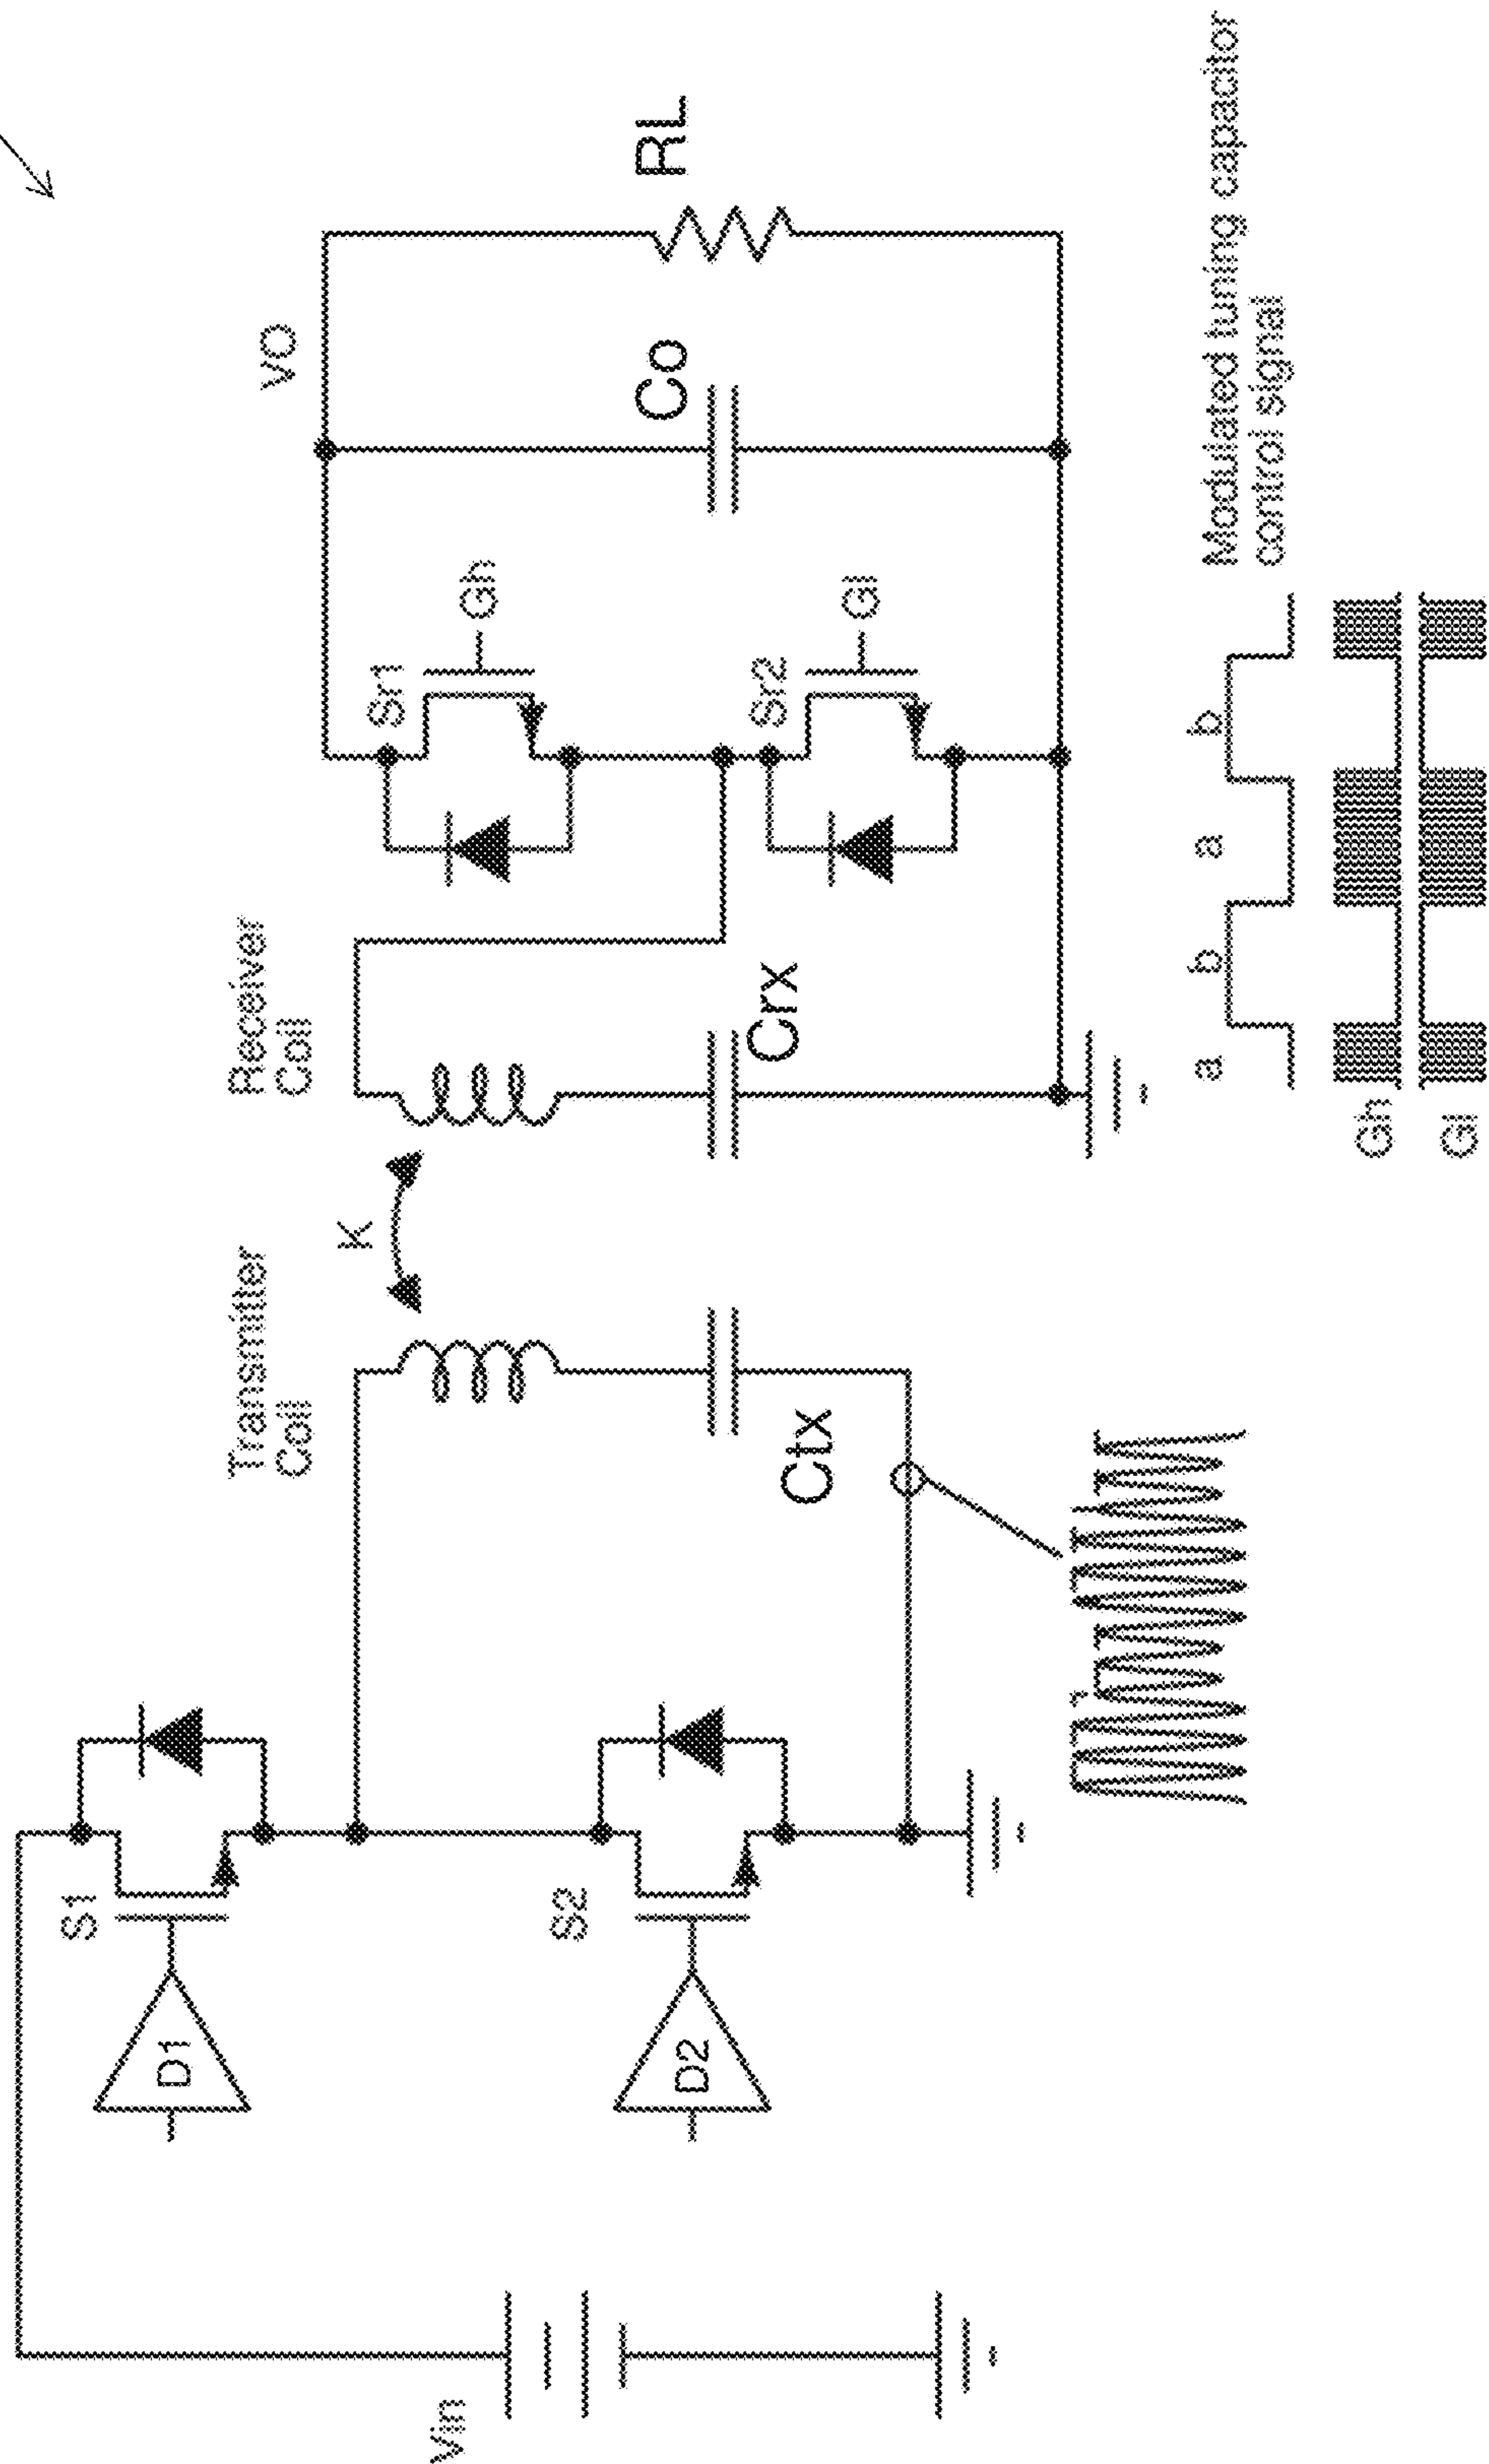 Vin
D1
S1
D2
S2
Transmitter
Coil
Ctx
K
Receiver
Coil
Crx
Sr1
Gh
Sr2
Gl
VO
Co
RL
a
b
a
b
Modulated tuning capacitor
control signal
Gh
Gl